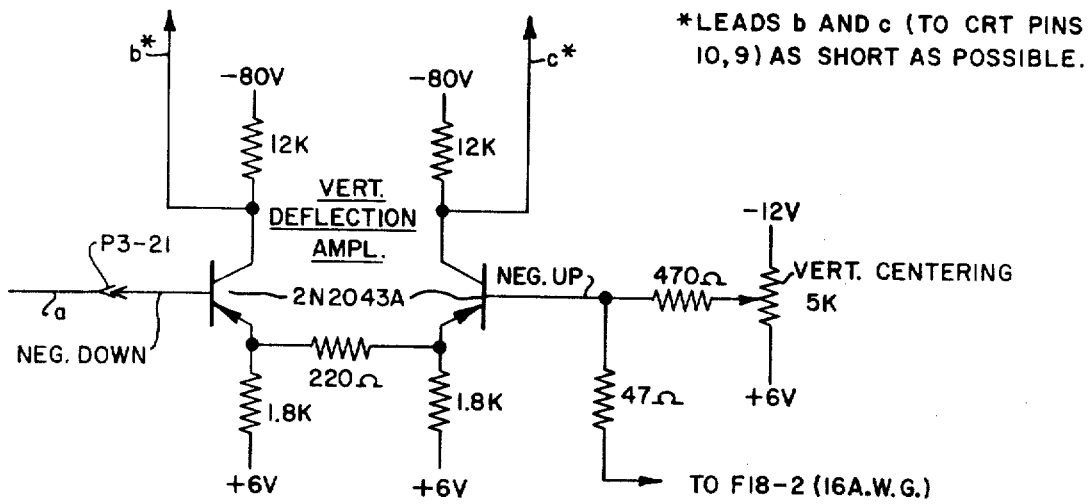 *LEADS b AND c (TO CRT PINS
10,9) AS SHORT AS POSSIBLE.
b*
c*
-80V
-80V
12K
12K
VERT.
DEFLECTION
AMPL.
P3-21
a
NEG. DOWN
2N2043A
NEG. UP
470Ω
-12V
VERT. CENTERING
5K
+6V
220Ω
47Ω
1.8K
1.8K
+6V
+6V
TO F18-2 (16A.W.G.)